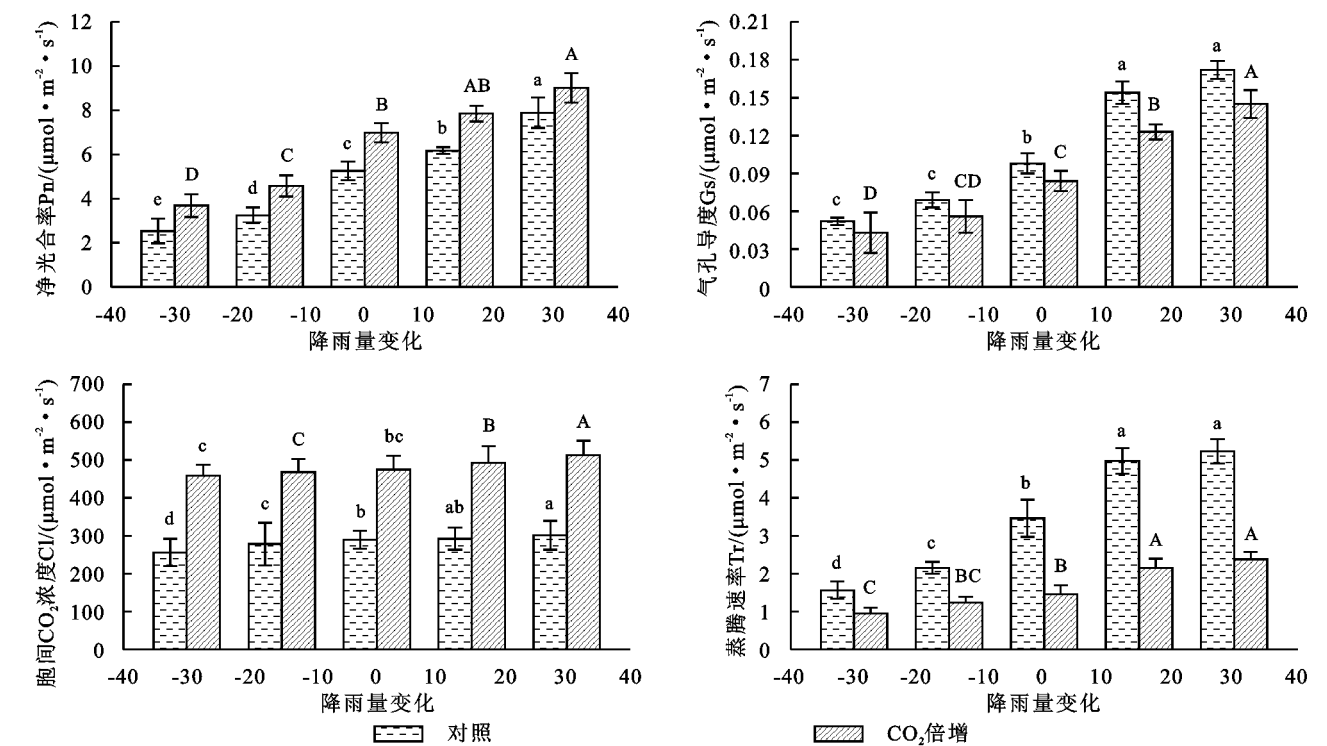 净光合率Pn/(μmol·m⁻²·s⁻¹)
12
10
8
6
4
2
0
e D d C c B b AB a A
-40 -30 -20 -10 0 10 20 30 40
降雨量变化
气孔导度Gs/(μmol·m⁻²·s⁻¹)
0.21
0.18
0.15
0.12
0.09
0.06
0.03
0
c D c CD b C a B a A
-40 -30 -20 -10 0 10 20 30 40
降雨量变化
胞间CO₂浓度CI/(μmol·m⁻²·s⁻¹)
700
600
500
400
300
200
100
0
d c c C b bc ab B a A
-40 -30 -20 -10 0 10 20 30 40
降雨量变化
蒸腾速率Tr/(μmol·m⁻²·s⁻¹)
7
6
5
4
3
2
1
0
d C c BC b B a A a A
-40 -30 -20 -10 0 10 20 30 40
降雨量变化
对照 CO₂倍增